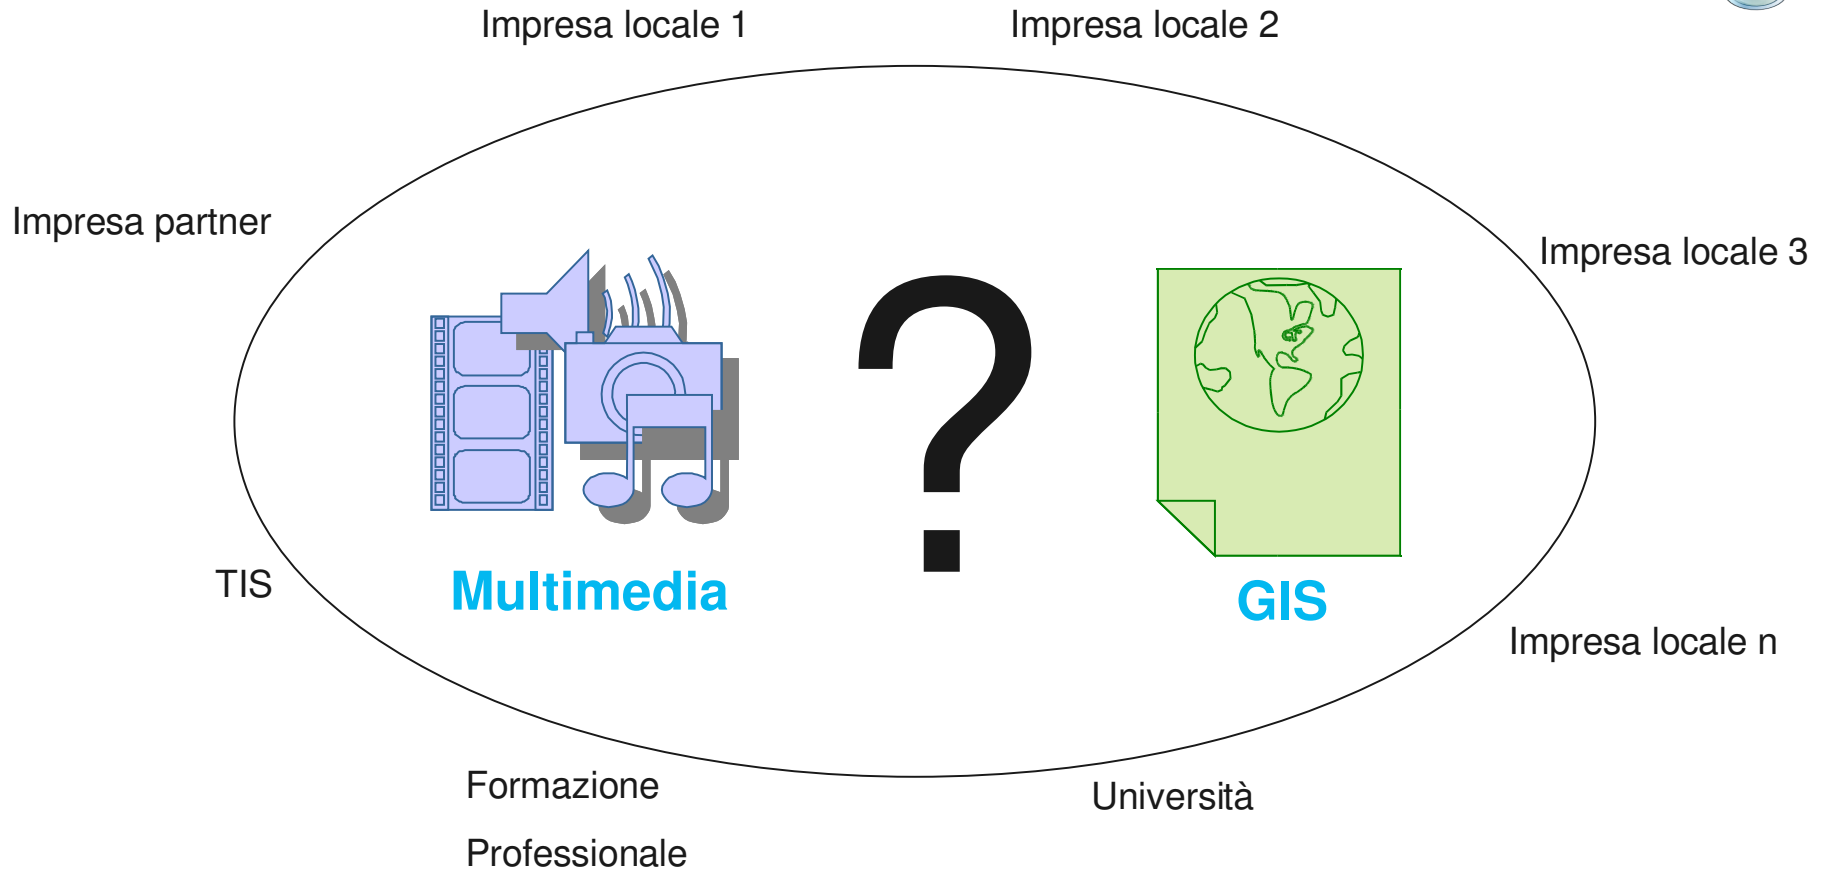 Impresa locale 1
Impresa locale 2
Impresa partner
Impresa locale 3
?
TIS
Multimedia
GIS
Impresa locale n
Formazione
Professionale
Università